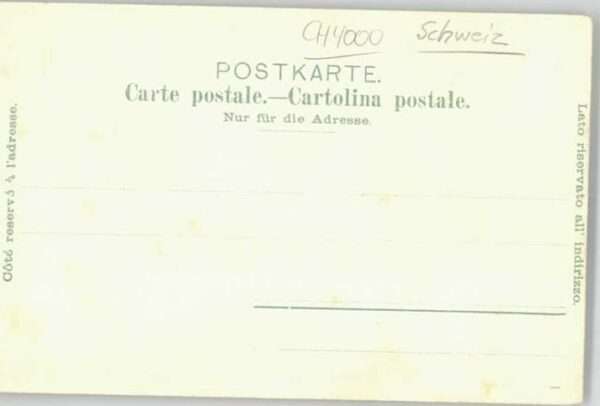 CH4000 Schweiz
POSTKARTE.
Carte postale.—Cartolina postale.
Nur für die Adresse.
Côté reservé à l'adresse.
Lato riservato all' indirizzo.